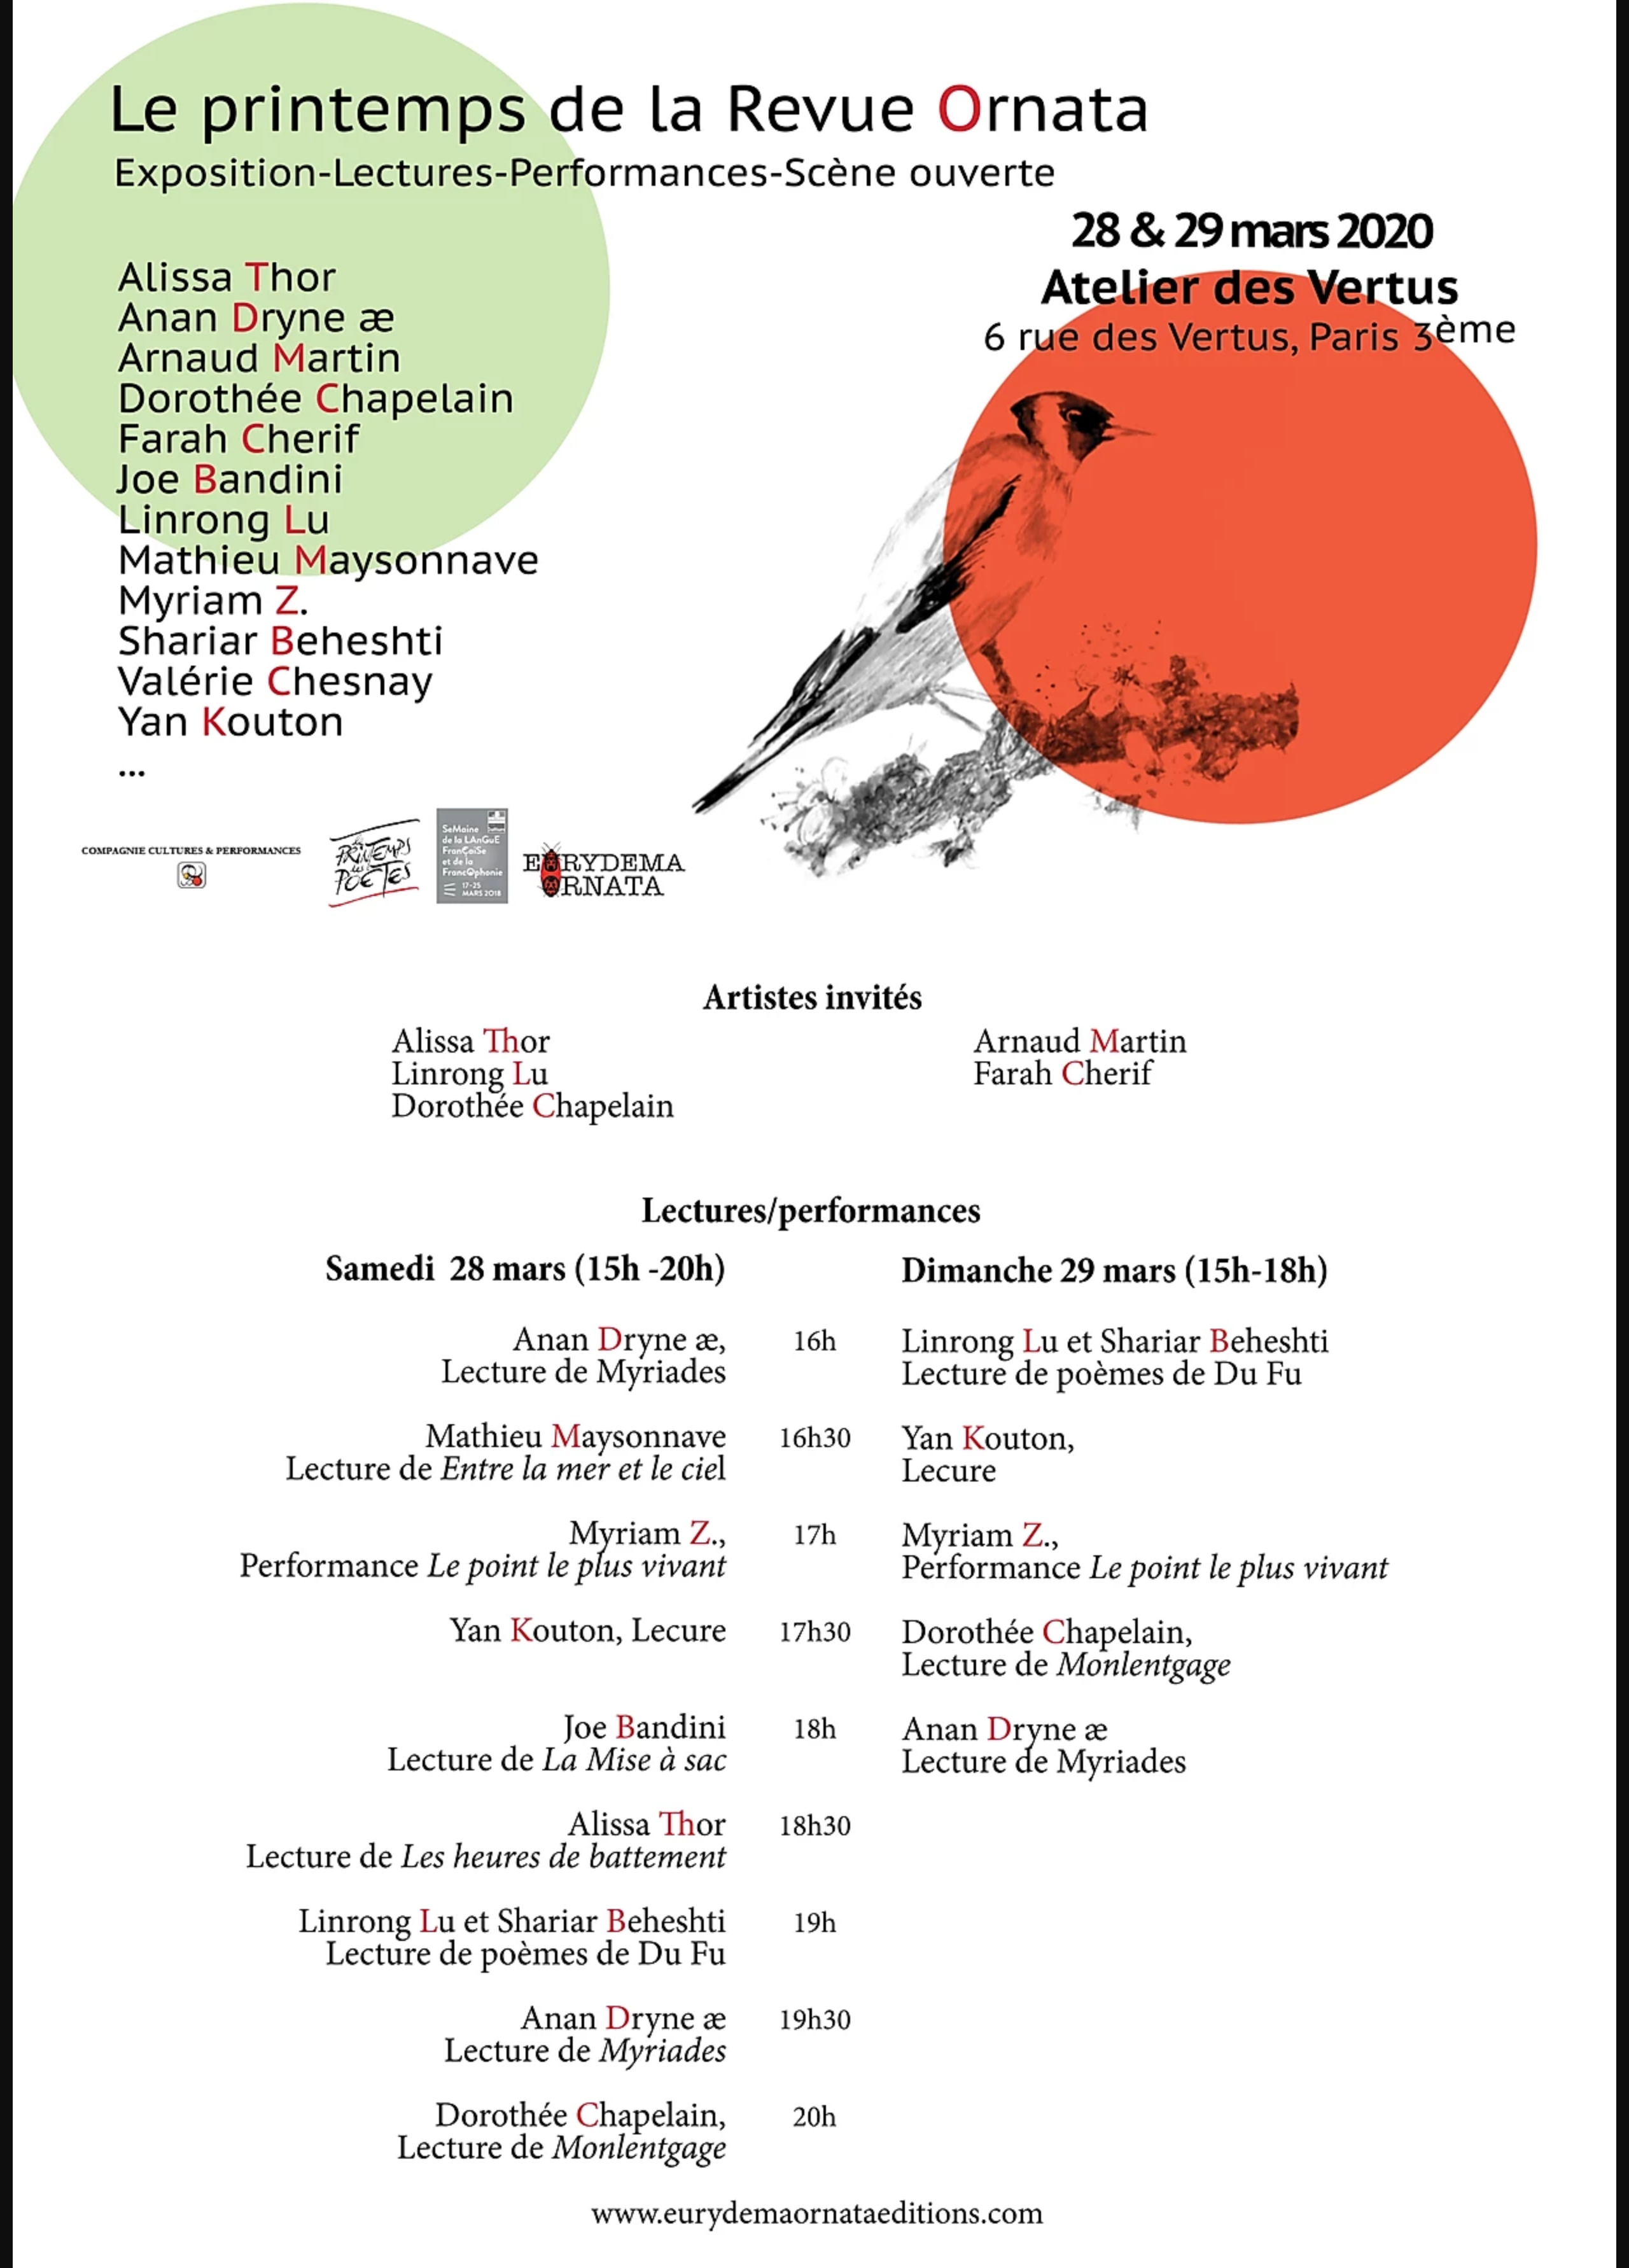 Le printemps de la Revue Ornata
Exposition-Lectures-Performances-Scène ouverte
28 & 29 mars 2020
Atelier des Vertus
6 rue des Vertus, Paris 3ème
Alissa Thor
Anan Dryne æ
Arnaud Martin
Dorothée Chapelain
Farah Cherif
Joe Bandini
Linrong Lu
Mathieu Maysonnave
Myriam Z.
Shariar Beheshti
Valérie Chesnay
Yan Kouton
...
COMPAGNIE CULTURES & PERFORMANCES
Le
PRINTEMPS
des
POETES
SeMaine
de la LAnGuE
FranÇaiSe
et de la
Franc@phonie
17-25
MARS 2018
EURYDEMA
ORNATA
Artistes invités
Alissa Thor
Linrong Lu
Dorothée Chapelain
Arnaud Martin
Farah Cherif
Lectures/performances
Samedi 28 mars (15h -20h)
Dimanche 29 mars (15h-18h)
Anan Dryne æ, 16h Linrong Lu et Shariar Beheshti
Lecture de Myriades Lecture de poèmes de Du Fu
Mathieu Maysonnave 16h30 Yan Kouton,
Lecture de Entre la mer et le ciel Lecure
Myriam Z., 17h Myriam Z.,
Performance Le point le plus vivant Performance Le point le plus vivant
Yan Kouton, Lecure 17h30 Dorothée Chapelain,
Lecture de Monlentgage
Joe Bandini 18h Anan Dryne æ
Lecture de La Mise à sac Lecture de Myriades
Alissa Thor 18h30
Lecture de Les heures de battement
Linrong Lu et Shariar Beheshti 19h
Lecture de poèmes de Du Fu
Anan Dryne æ 19h30
Lecture de Myriades
Dorothée Chapelain, 20h
Lecture de Monlentgage
www.eurydemaornataeditions.com